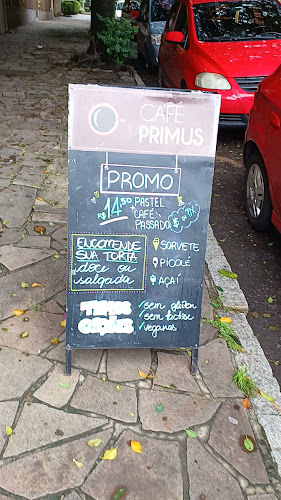 CAFÉ
PRIMUS
PROMO
R$ 14,50 PASTEL
CAFÉ
PASSADO
ENCOMENDE
SUA TORTA
doce ou
salgada
SORVETE
PICOLÉ
AÇAÍ
✓ sem glúten
✓ sem lactose
✓ veganos